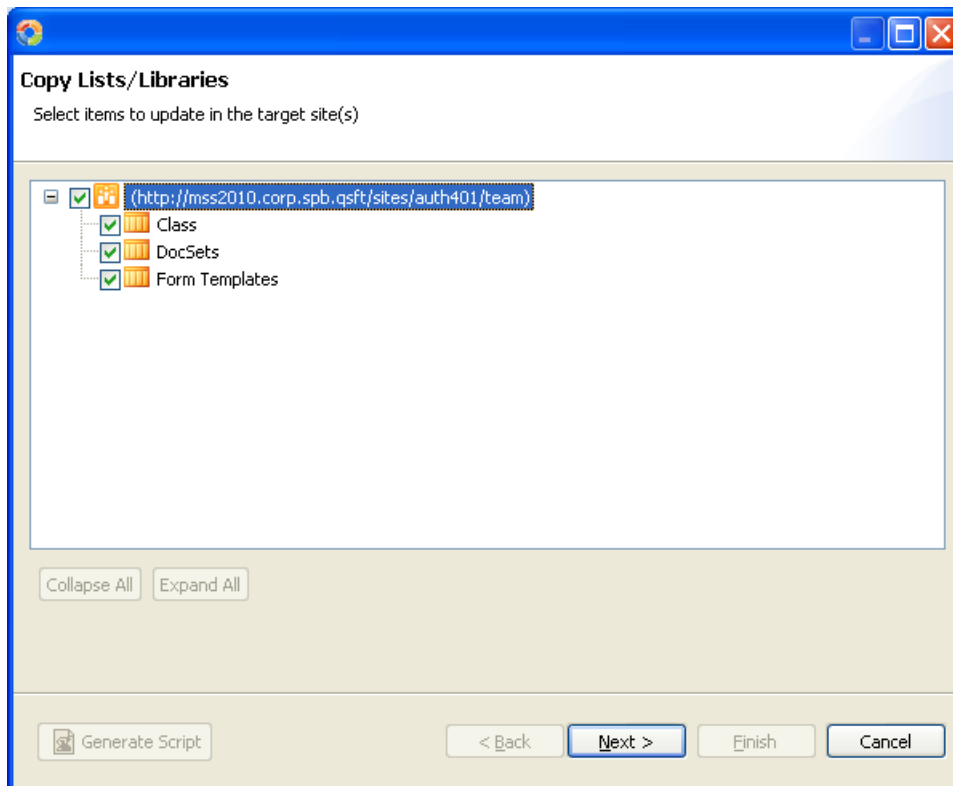 Copy Lists/Libraries
Select items to update in the target site(s)
(http://mss2010.corp.spb.qsft/sites/auth401/team)
Class
DocSets
Form Templates
Collapse All Expand All
Generate Script < Back Next > Finish Cancel